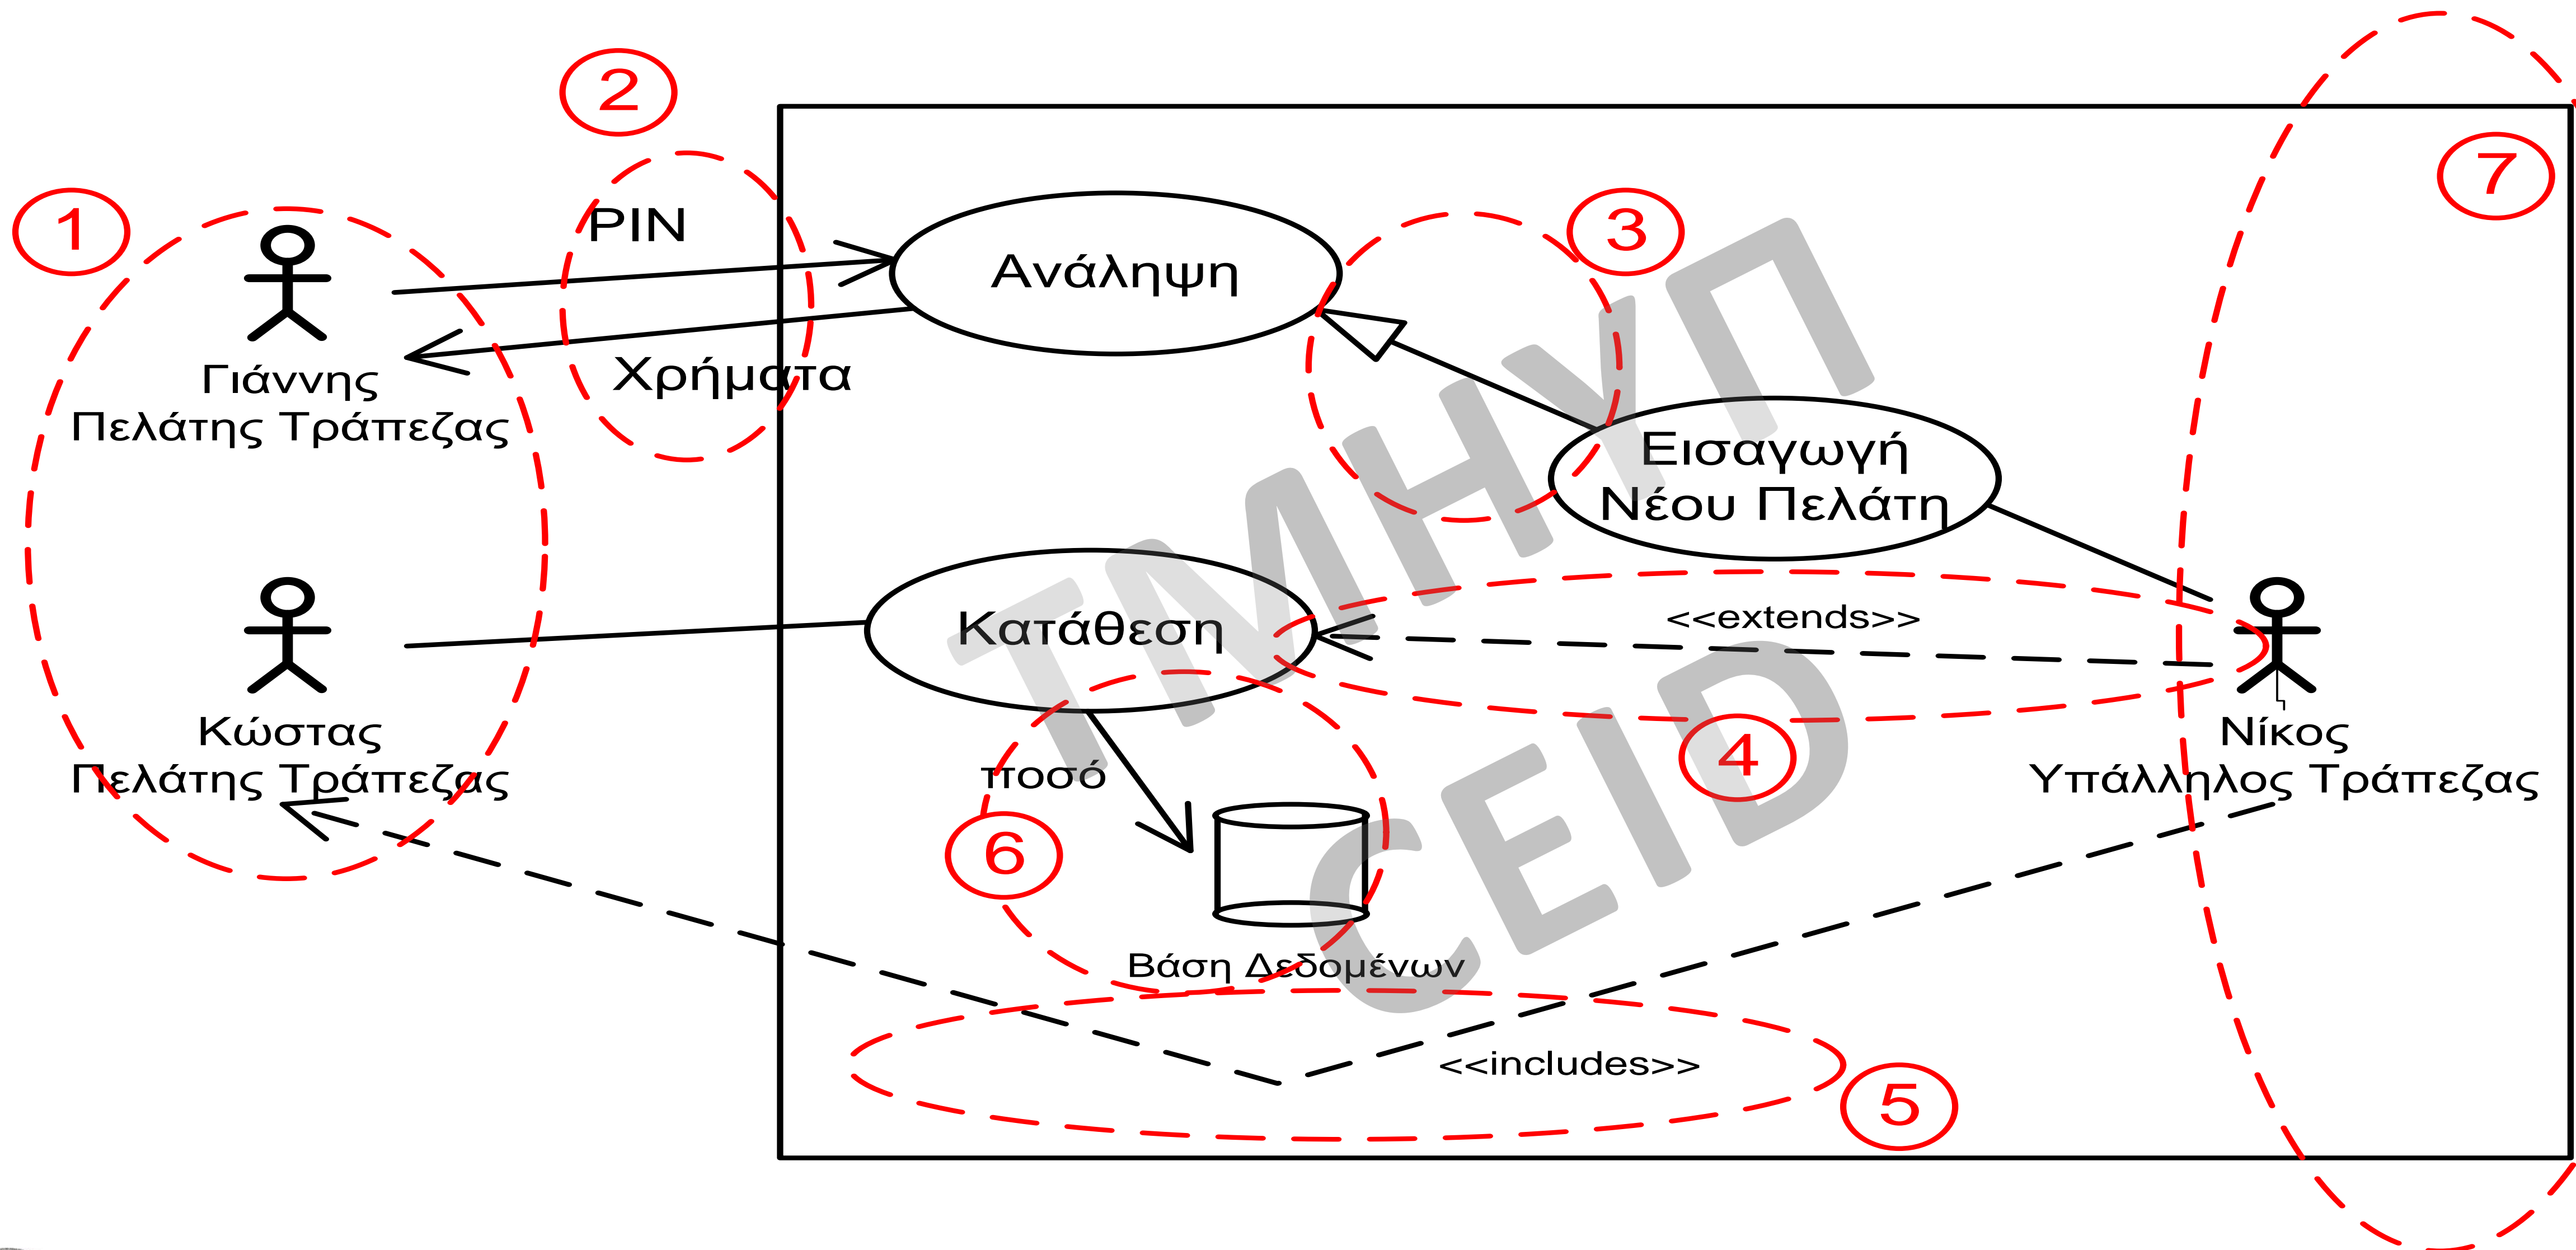 2
7
1
PIN
3
Ανάληψη
Χρήματα
Γιάννης
Πελάτης Τράπεζας
Εισαγωγή
Νέου Πελάτη
<<extends>>
Κατάθεση
Κώστας
Πελάτης Τράπεζας
4
Νίκος
Υπάλληλος Τράπεζας
ποσό
6
Βάση Δεδομένων
<<includes>>
5
ΤΜΗΥΠ
CEID